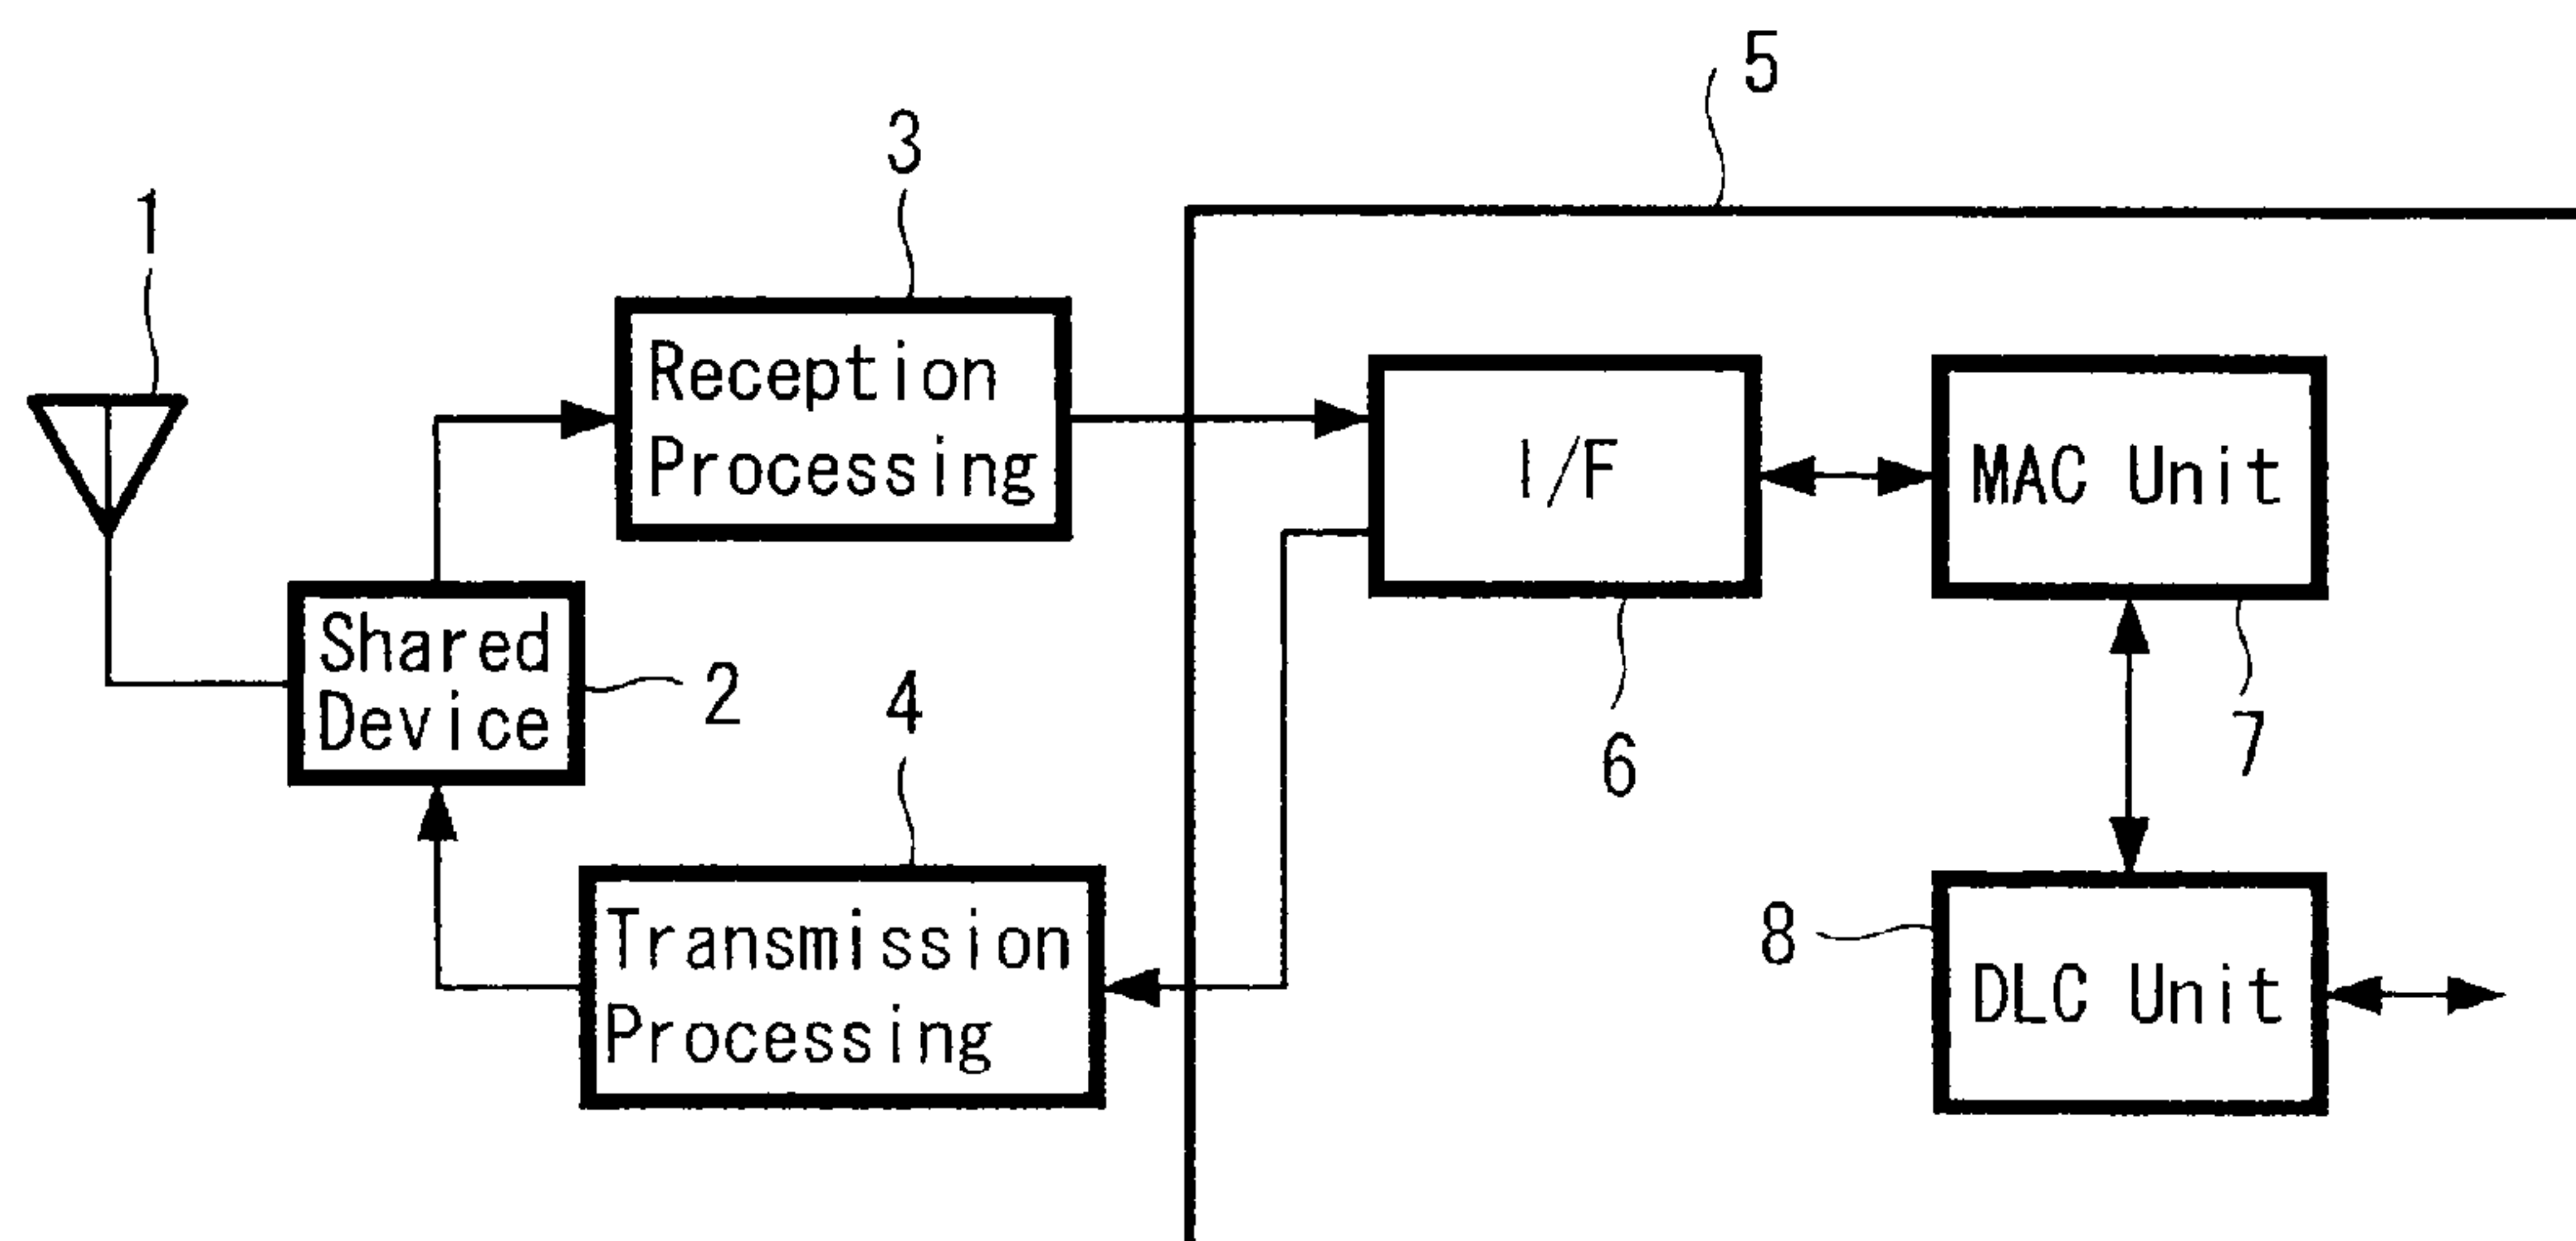 5
3
1
Reception
Processing
I/F
MAC Unit
Shared
Device
2
4
6
7
Transmission
Processing
8
DLC Unit